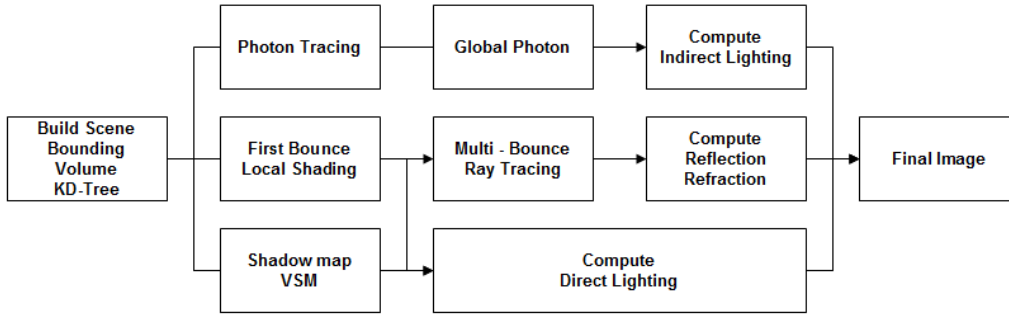 Photon Tracing
Global Photon
Compute
Indirect Lighting
Build Scene
Bounding
Volume
KD-Tree
First Bounce
Local Shading
Multi - Bounce
Ray Tracing
Compute
Reflection
Refraction
Final Image
Shadow map
VSM
Compute
Direct Lighting